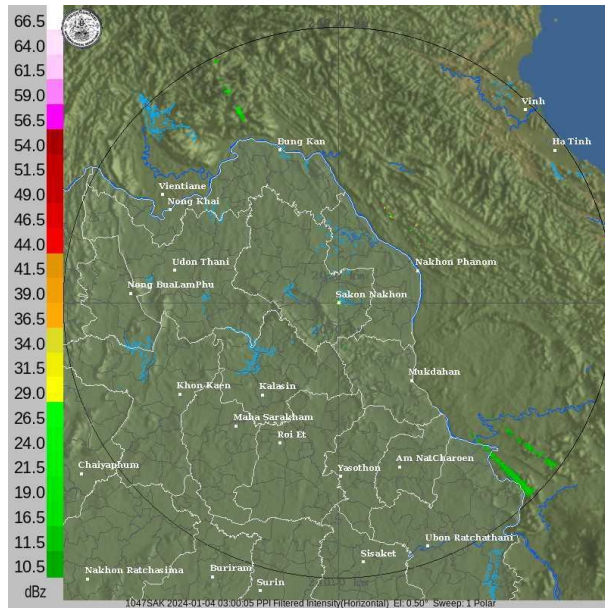 66.5
64.0
61.5
59.0
56.5
54.0
51.5
49.0
46.5
44.0
41.5
39.0
36.5
34.0
31.5
29.0
26.5
24.0
21.5
19.0
16.5
11.5
10.5
dBz
Vinh
Ha Tinh
Bung Kan
Vientiane
Nong Khai
Udon Thani
Nakhon Phanom
Nong BuaLamPhu
Sakon Nakhon
Mukdahan
Khon Kaen
Kalasin
Maha Sarakham
Roi Et
Chaiyaphum
Yasothon
Am NatCharoen
Ubon Ratchathani
Sisaket
Nakhon Ratchasima
Buriram
Surin
1047SAK 2024-01-04 03:00:05 PPI Filtered Intensity(Horizontal) El: 0.50° Sweep: 1 Polar